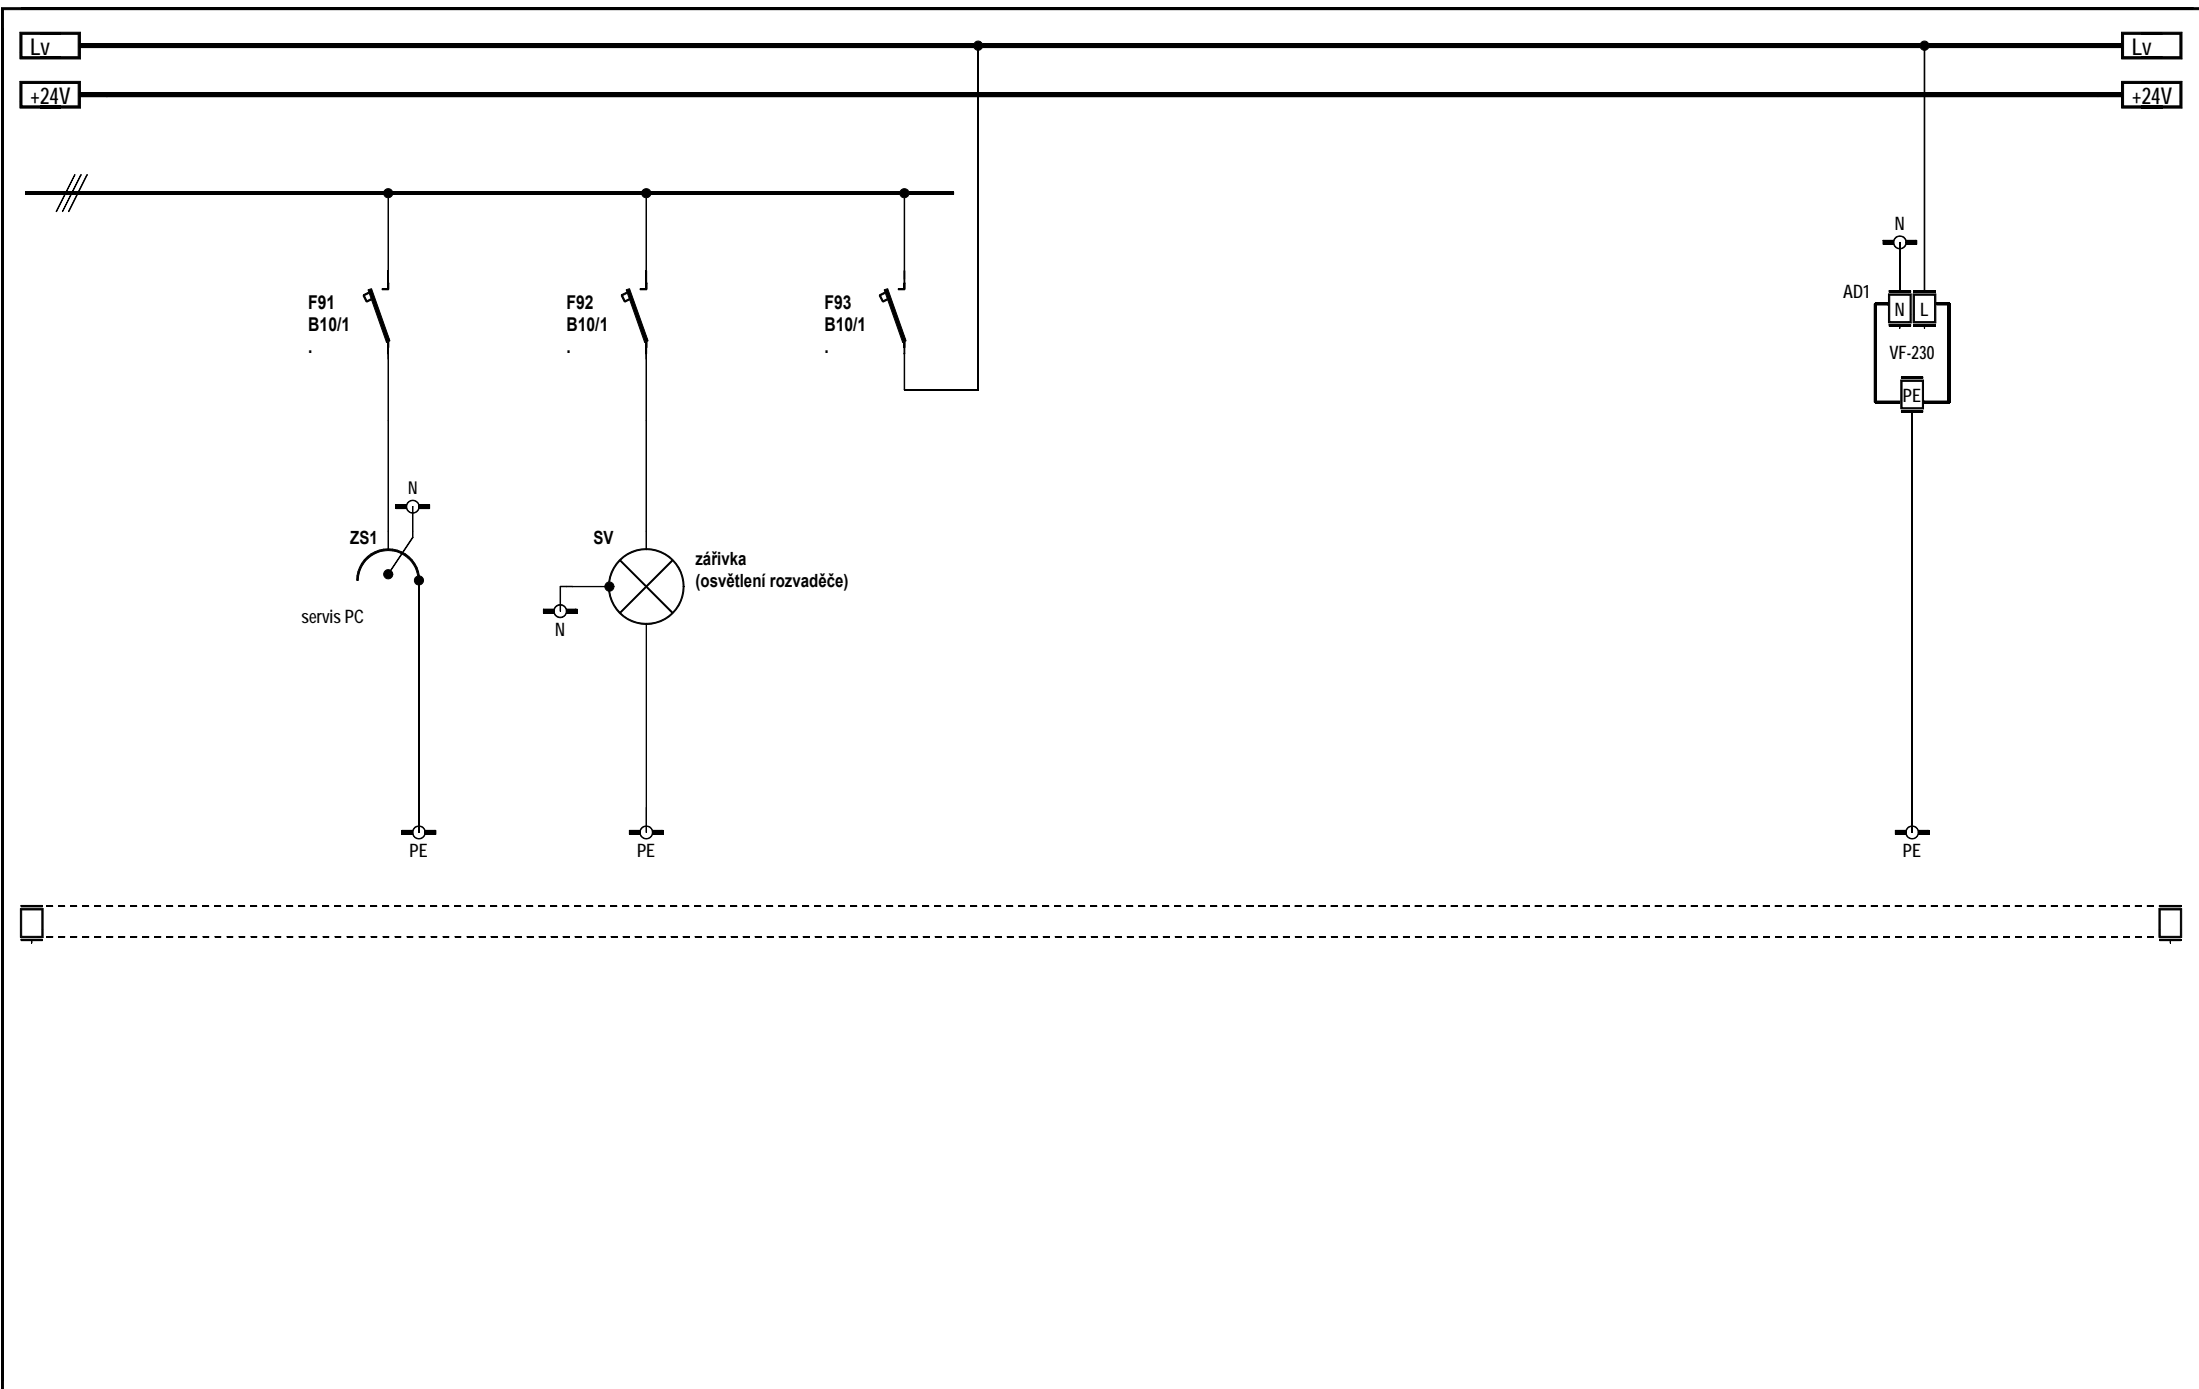 Lv
Lv
+24V
+24V
N
AD1
N
L
VF-230
PE
F91
B10/1
.
F92
B10/1
.
F93
B10/1
.
N
ZS1
servis PC
SV
zářivka
(osvětlení rozvaděče)
N
PE
PE
PE